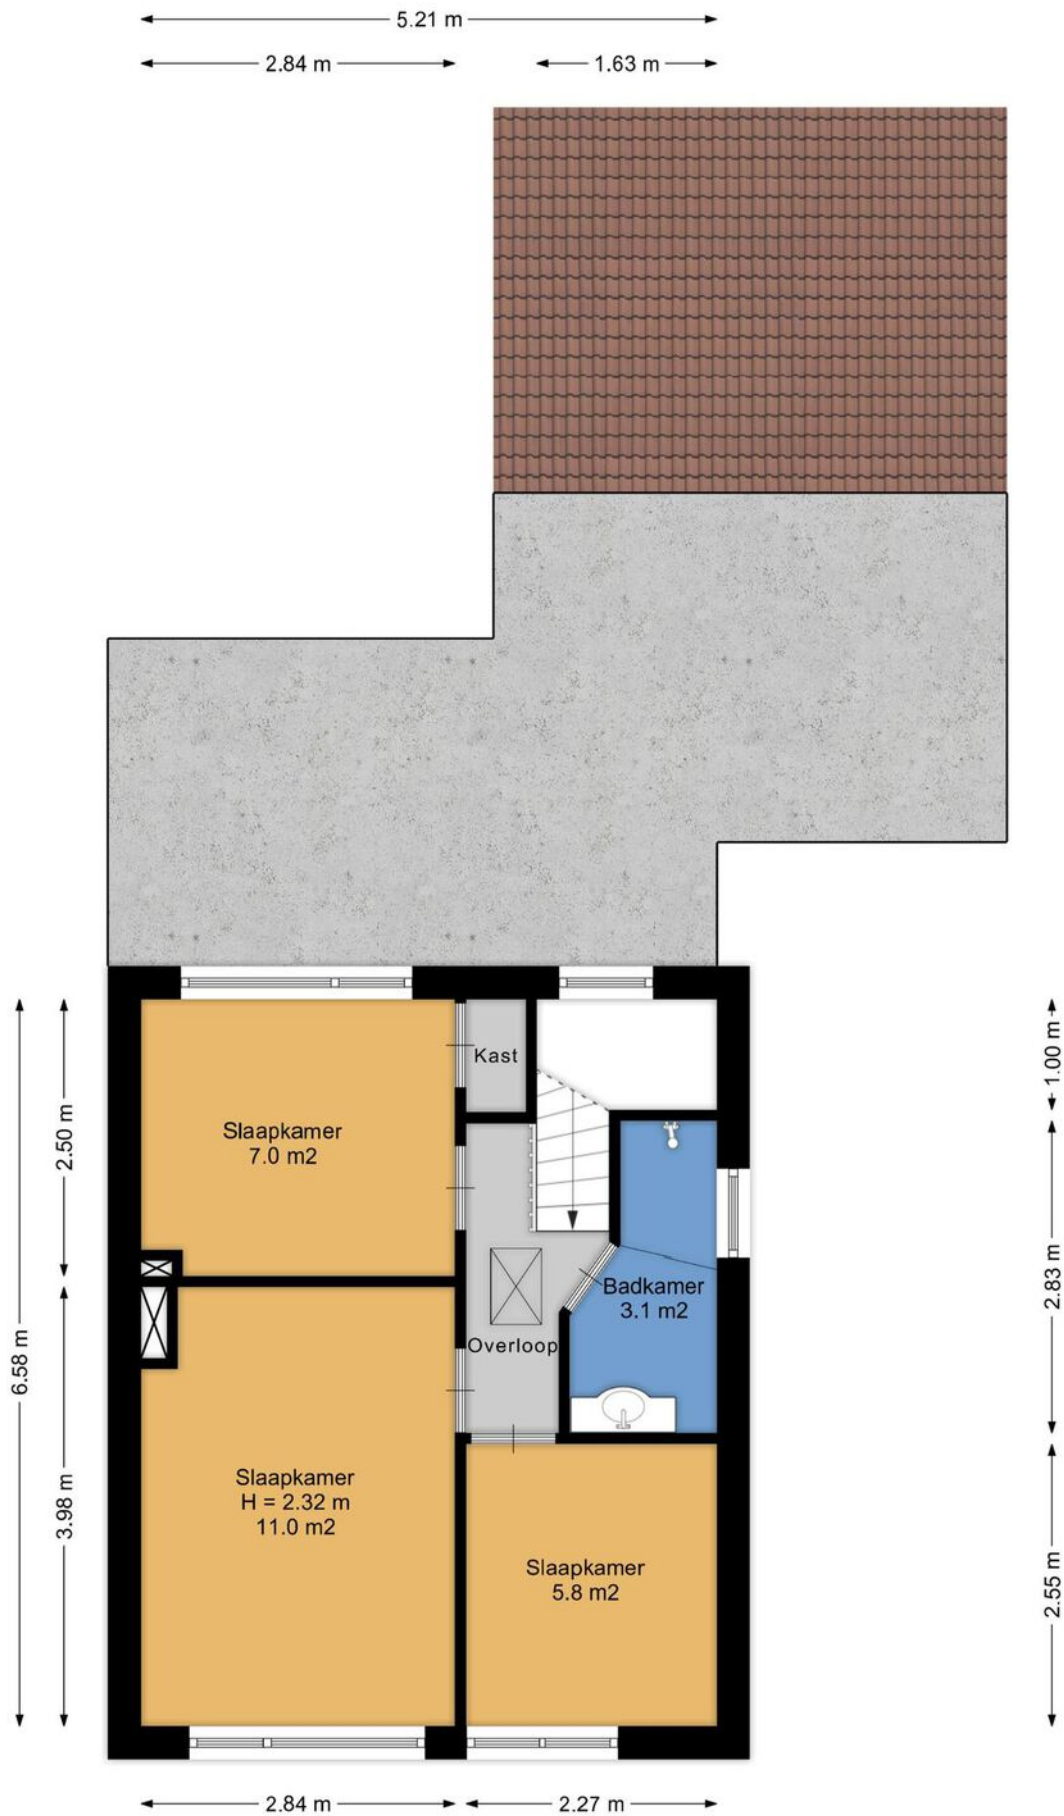 5.21 m
2.84 m
1.63 m
Kast
1.00 m
Slaapkamer
7.0 m2
2.50 m
Badkamer
3.1 m2
2.83 m
Overloop
6.58 m
Slaapkamer
H = 2.32 m
11.0 m2
3.98 m
Slaapkamer
5.8 m2
2.55 m
2.84 m
2.27 m